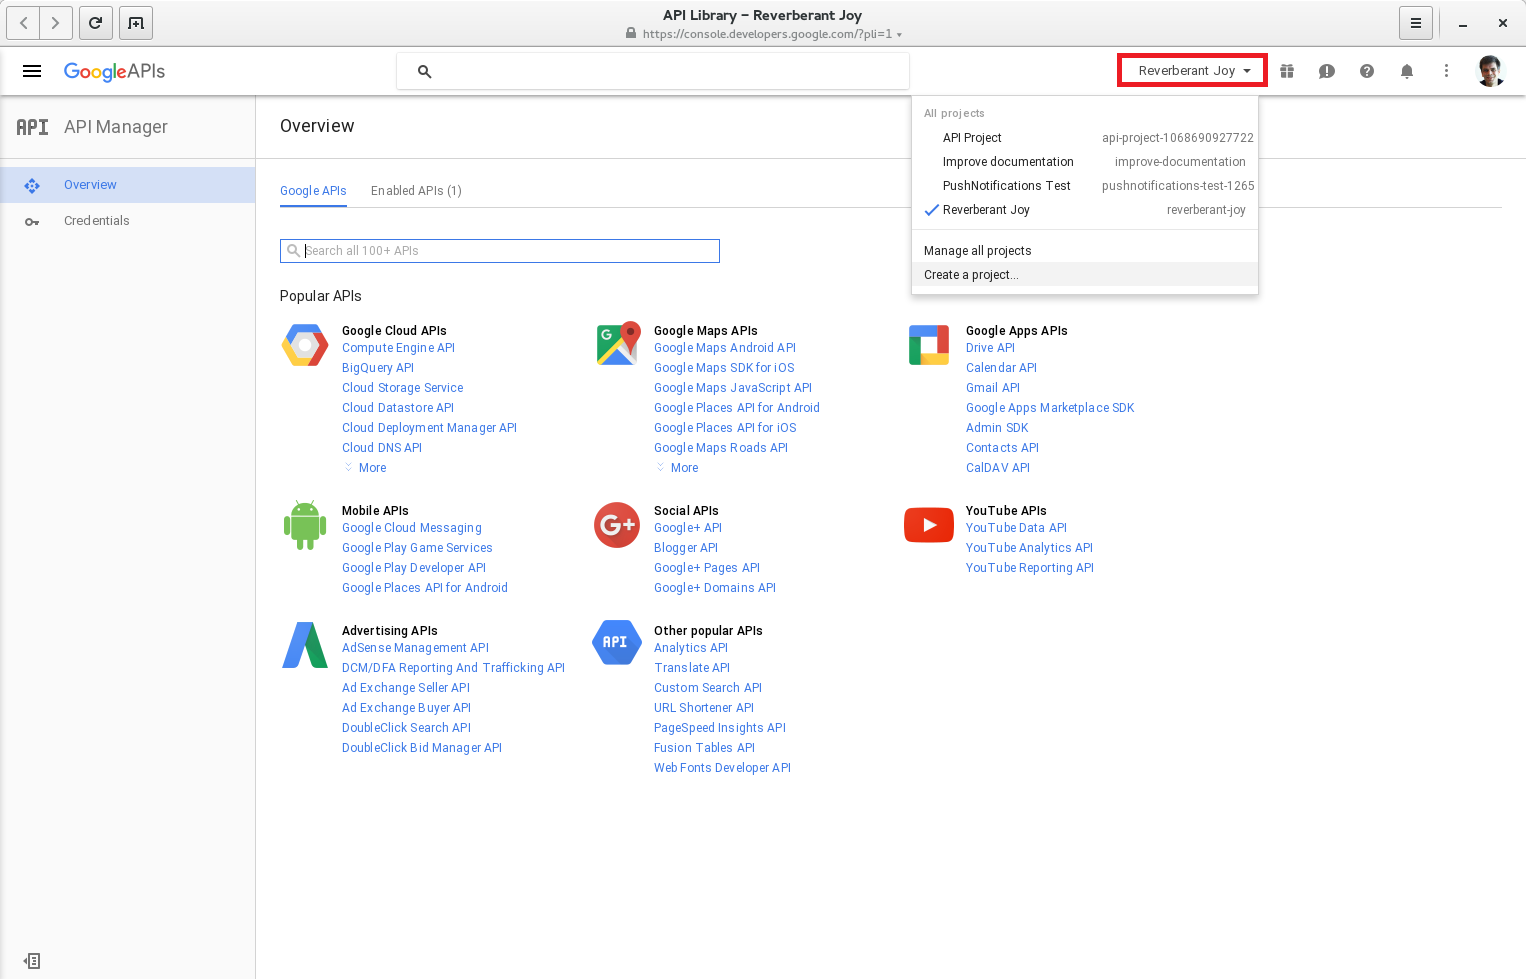 API Library – Reverberant Joy
https://console.developers.google.com/?pli=1
Google APIs
Reverberant Joy
API API Manager
Overview
Credentials
Overview
Google APIs Enabled APIs (1)
Search all 100+ APIs
All projects
API Project api-project-1068690927722
Improve documentation improve-documentation
PushNotifications Test pushnotifications-test-1265
Reverberant Joy reverberant-joy
Manage all projects
Create a project...
Popular APIs
Google Cloud APIs
Compute Engine API
BigQuery API
Cloud Storage Service
Cloud Datastore API
Cloud Deployment Manager API
Cloud DNS API
More
G
Google Maps APIs
Google Maps Android API
Google Maps SDK for iOS
Google Maps JavaScript API
Google Places API for Android
Google Places API for iOS
Google Maps Roads API
More
Google Apps APIs
Drive API
Calendar API
Gmail API
Google Apps Marketplace SDK
Admin SDK
Contacts API
CalDAV API
Mobile APIs
Google Cloud Messaging
Google Play Game Services
Google Play Developer API
Google Places API for Android
G+
Social APIs
Google+ API
Blogger API
Google+ Pages API
Google+ Domains API
YouTube APIs
YouTube Data API
YouTube Analytics API
YouTube Reporting API
Advertising APIs
AdSense Management API
DCM/DFA Reporting And Trafficking API
Ad Exchange Seller API
Ad Exchange Buyer API
DoubleClick Search API
DoubleClick Bid Manager API
API
Other popular APIs
Analytics API
Translate API
Custom Search API
URL Shortener API
PageSpeed Insights API
Fusion Tables API
Web Fonts Developer API